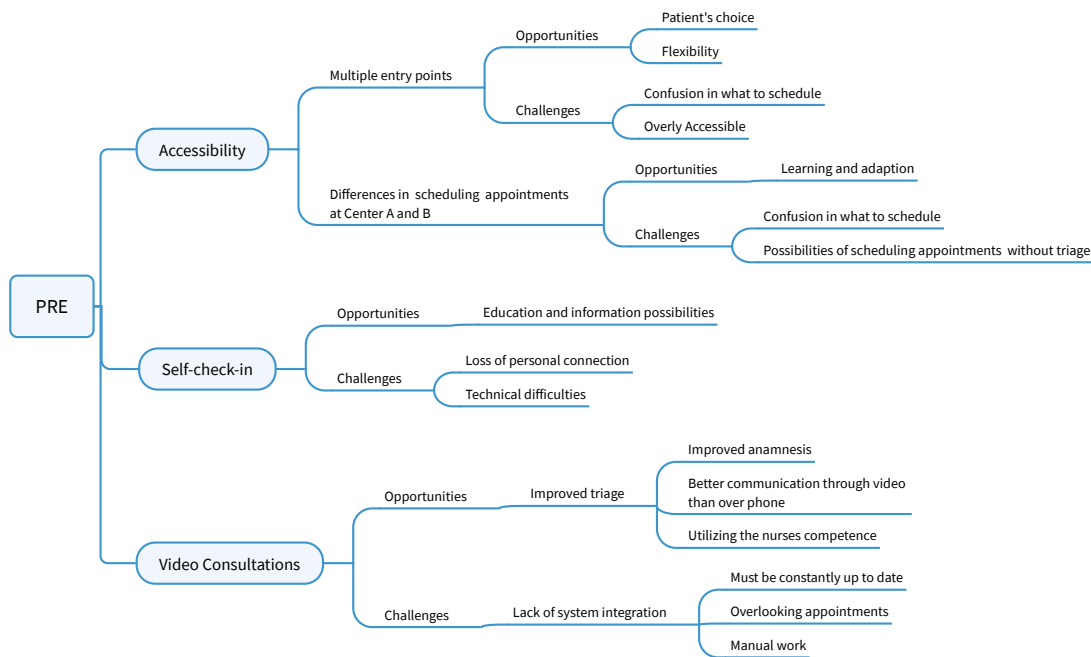 Patient's choice
Opportunities
Flexibility
Multiple entry points
Confusion in what to schedule
Challenges
Overly Accessible
Accessibility
Opportunities
Learning and adaption
Differences in scheduling appointments
at Center A and B
Confusion in what to schedule
Challenges
Possibilities of scheduling appointments without triage
PRE
Opportunities
Education and information possibilities
Self-check-in
Loss of personal connection
Challenges
Technical difficulties
Improved anamnesis
Opportunities
Improved triage
Better communication through video
than over phone
Utilizing the nurses competence
Video Consultations
Must be constantly up to date
Challenges
Lack of system integration
Overlooking appointments
Manual work